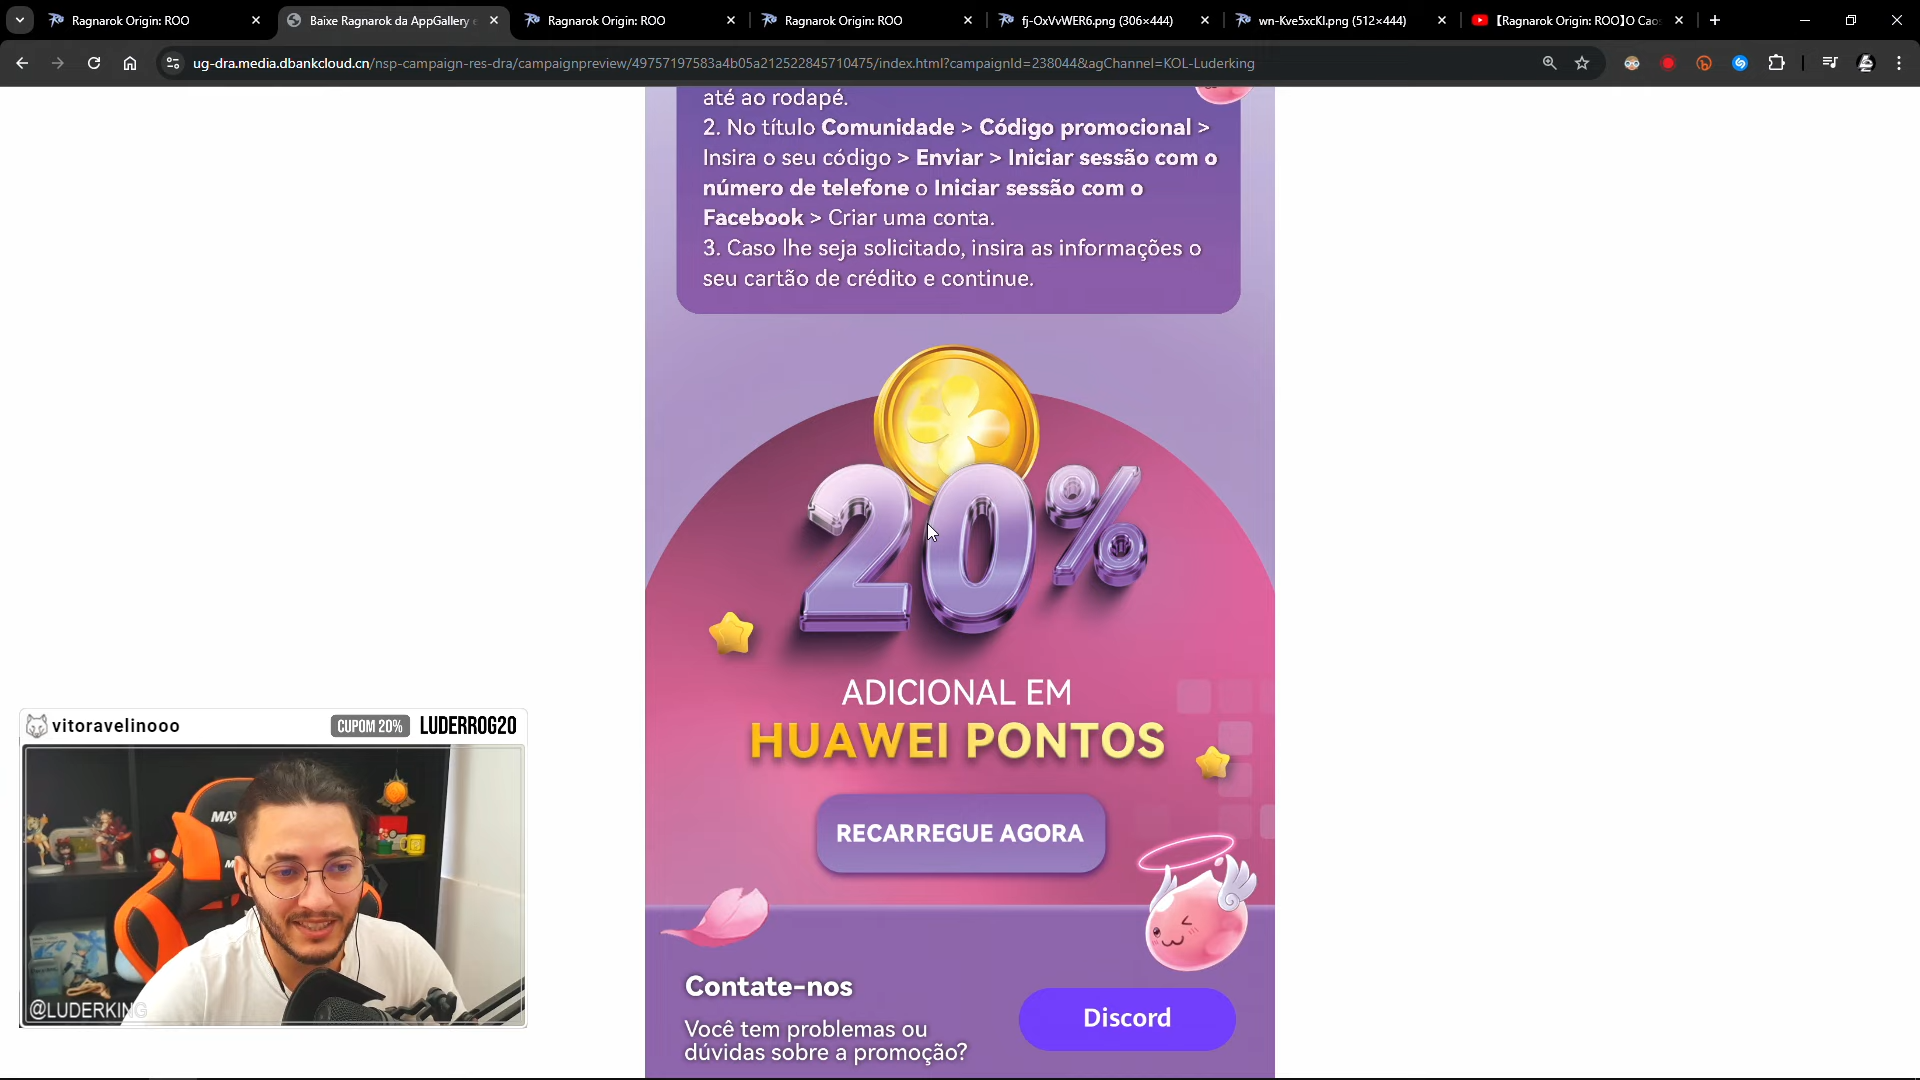 Ragnarok Origin: ROO
Baixe Ragnarok da AppGallery e
Ragnarok Origin: ROO
Ragnarok Origin: ROO
fj-OxVvWER6.png (306×444)
wn-Kve5xcKl.png (512×444)
【Ragnarok Origin: ROO】O Cao
ug-dra.media.dbankcloud.cn/nsp-campaign-res-dra/campaignpreview/49757197583a4b05a212522845710475/index.html?campaignId=238044&agChannel=KOL-Luderking
até ao rodapé.
2. No título Comunidade > Código promocional >
Insira o seu código > Enviar > Iniciar sessão com o
número de telefone o Iniciar sessão com o
Facebook > Criar uma conta.
3. Caso lhe seja solicitado, insira as informações o
seu cartão de crédito e continue.
20%
ADICIONAL EM
HUAWEI PONTOS
RECARREGUE AGORA
Contate-nos
Você tem problemas ou
dúvidas sobre a promoção?
Discord
vitoravelinooo
CUPOM 20%
LUDERROG20
@LUDERKING